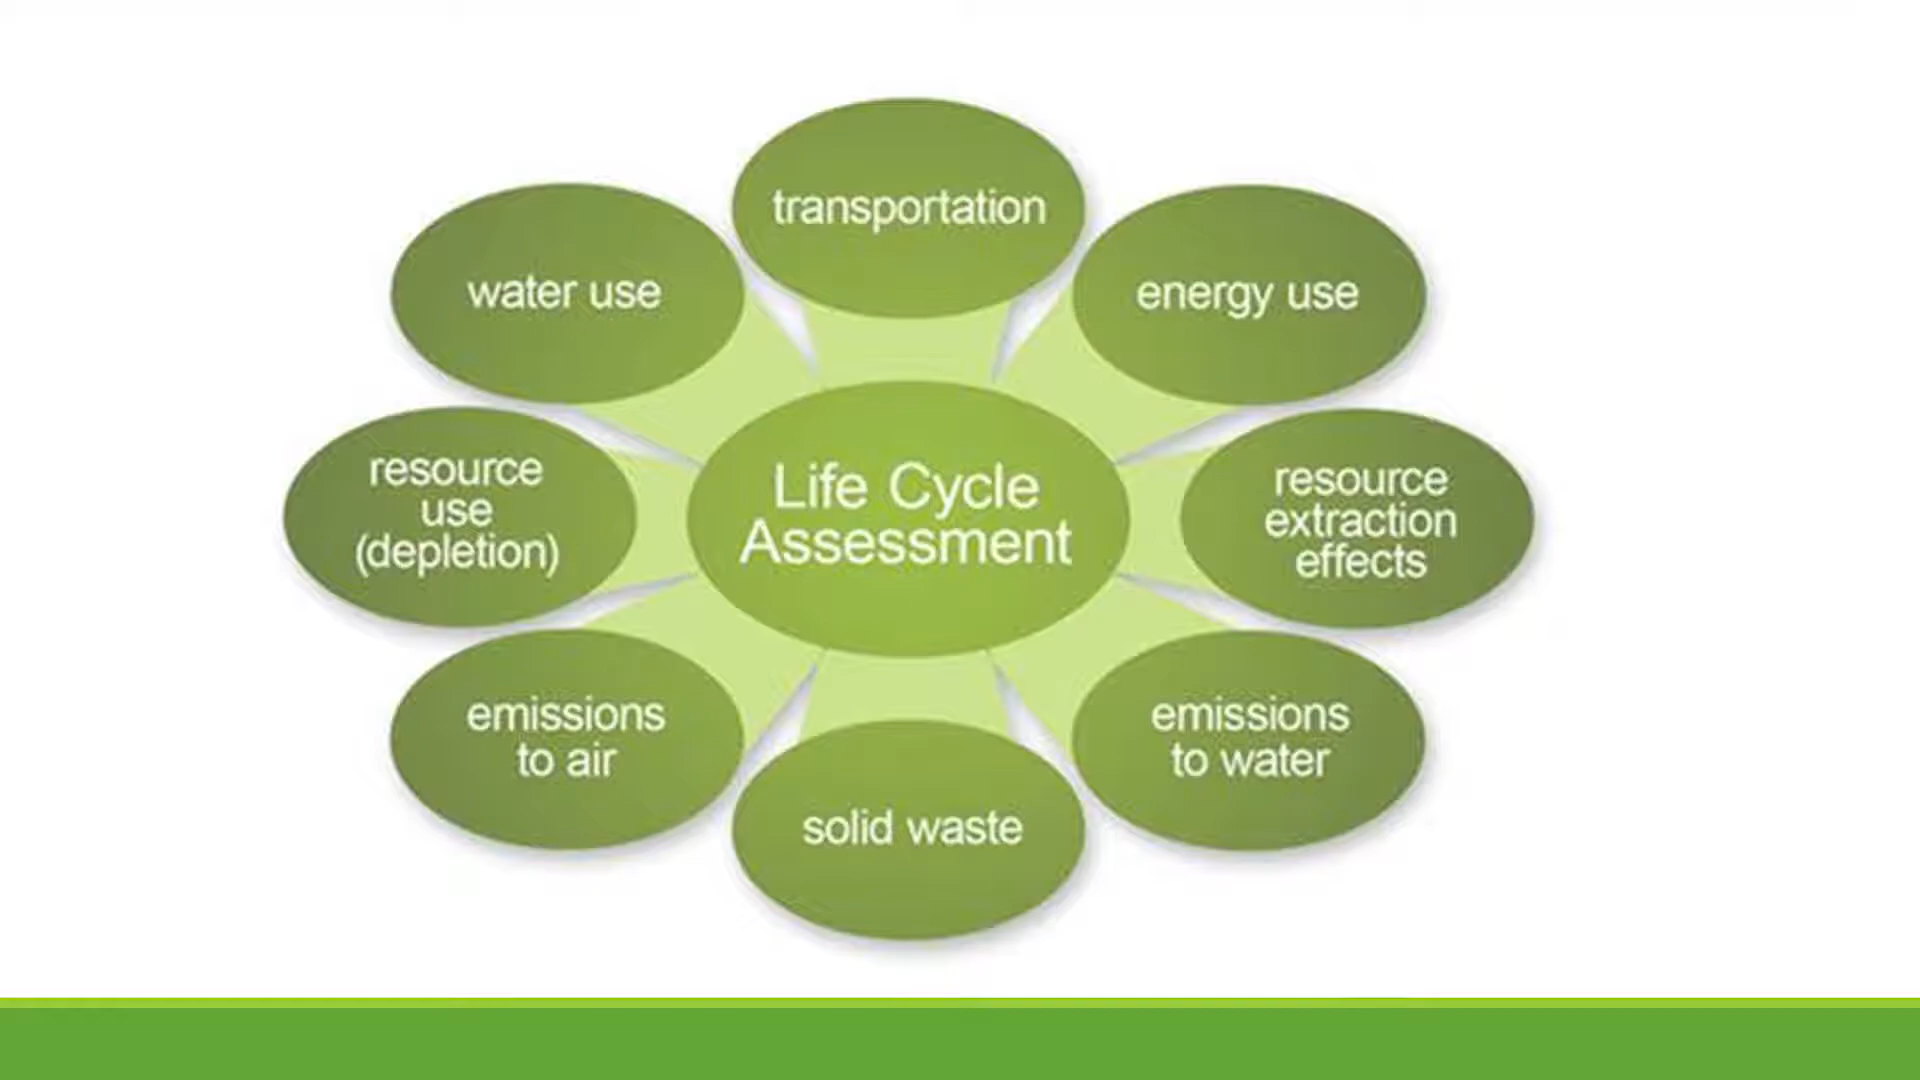 transportation
water use
energy use
resource
use
(depletion)
Life Cycle
Assessment
resource
extraction
effects
emissions
to air
emissions
to water
solid waste